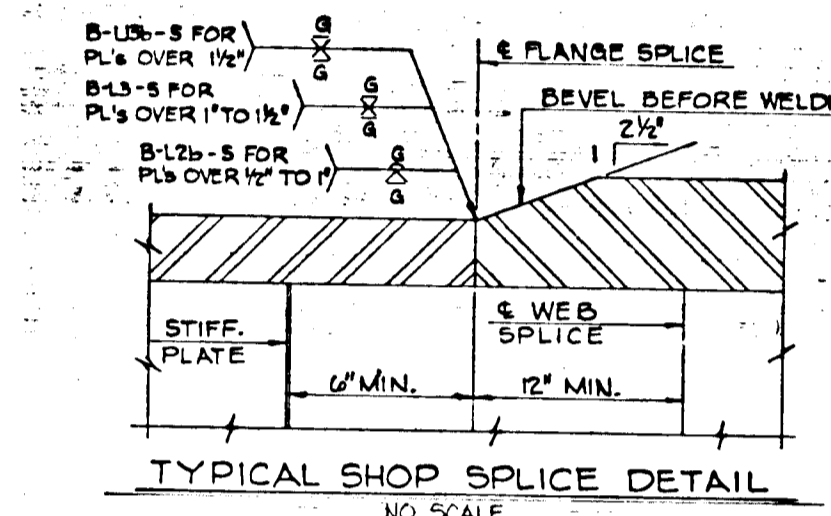 B-U3b-S FOR
PL's OVER 1½"
B-L3-S FOR
PL's OVER 1" TO 1½"
B-L2b-S FOR
PL's OVER ½" TO 1"
G
G
G
G
G
G
℄ FLANGE SPLICE
BEVEL BEFORE WELD
2½"
1
STIFF.
PLATE
℄ WEB
SPLICE
6" MIN.
12" MIN.
TYPICAL SHOP SPLICE DETAIL
NO SCALE